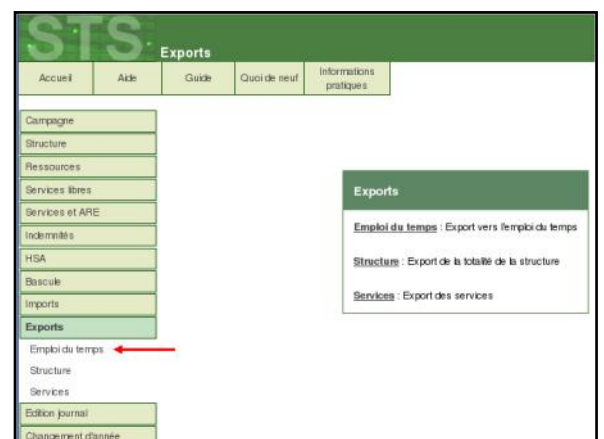 STS
Exports
Accueil
Aide
Guide
Quoi de neuf
Informations
pratiques
Campagne
Structure
Ressources
Services libres
Services et ARE
Indemnités
HSA
Bascule
Imports
Exports
Emploi du temps
Structure
Services
Edition journal
Changement d'année
Exports
Emploi du temps : Export vers l'emploi du temps
Structure : Export de la totalité de la structure
Services : Export des services